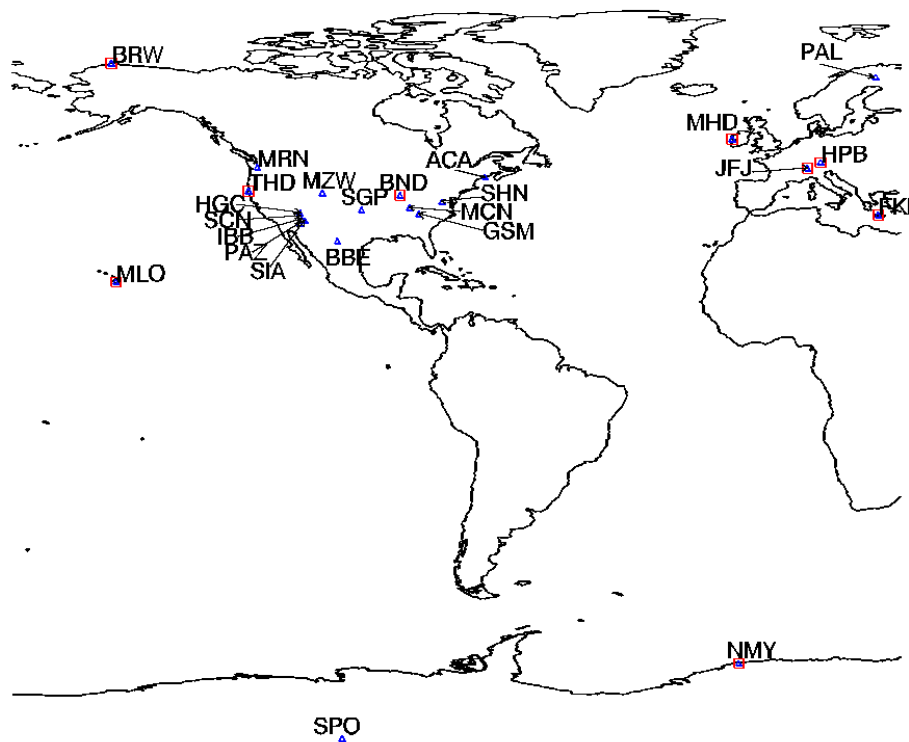 BRW
PAL
MHD
ACA
HPB
MRN
JFJ
THD
MZW
BND
SHN
HGC
SGP
MCN
SCN
GSM
IBB
PAZ
BBE
SIA
MLO
NMY
SPO